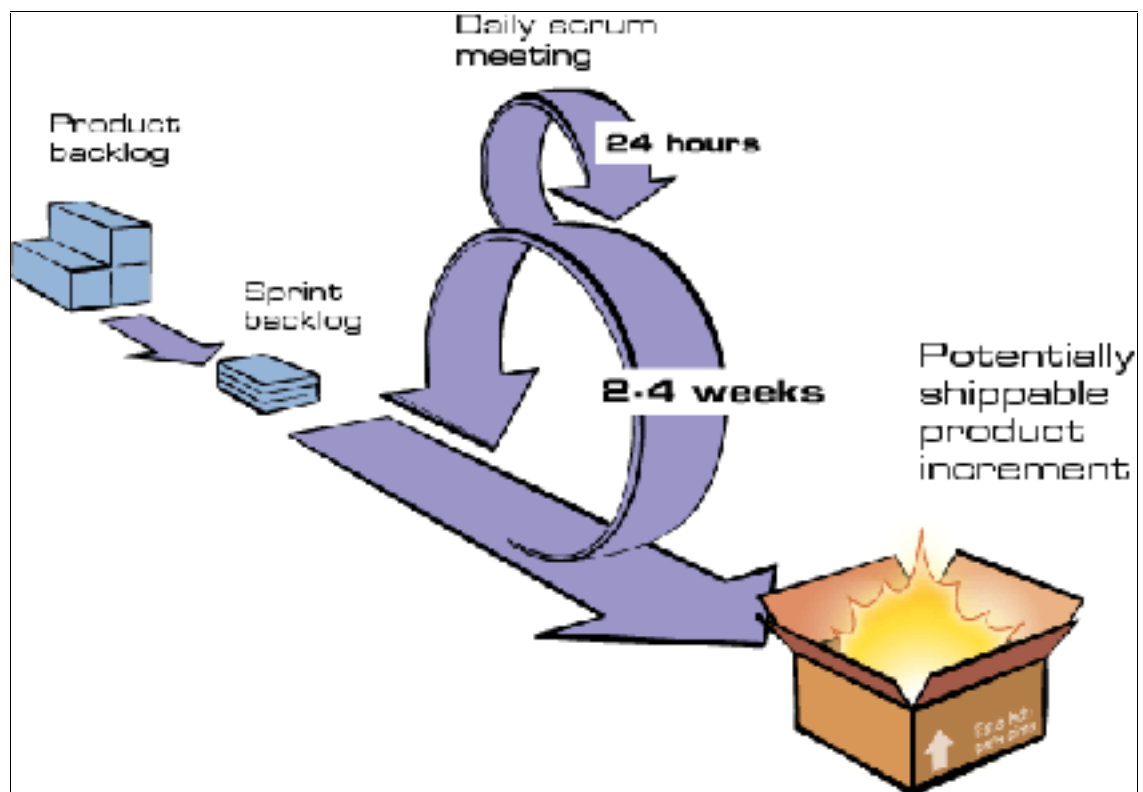 Daily scrum
meeting
Product
backlog
24 hours
Sprint
backlog
2-4 weeks
Potentially
shippable
product
increment